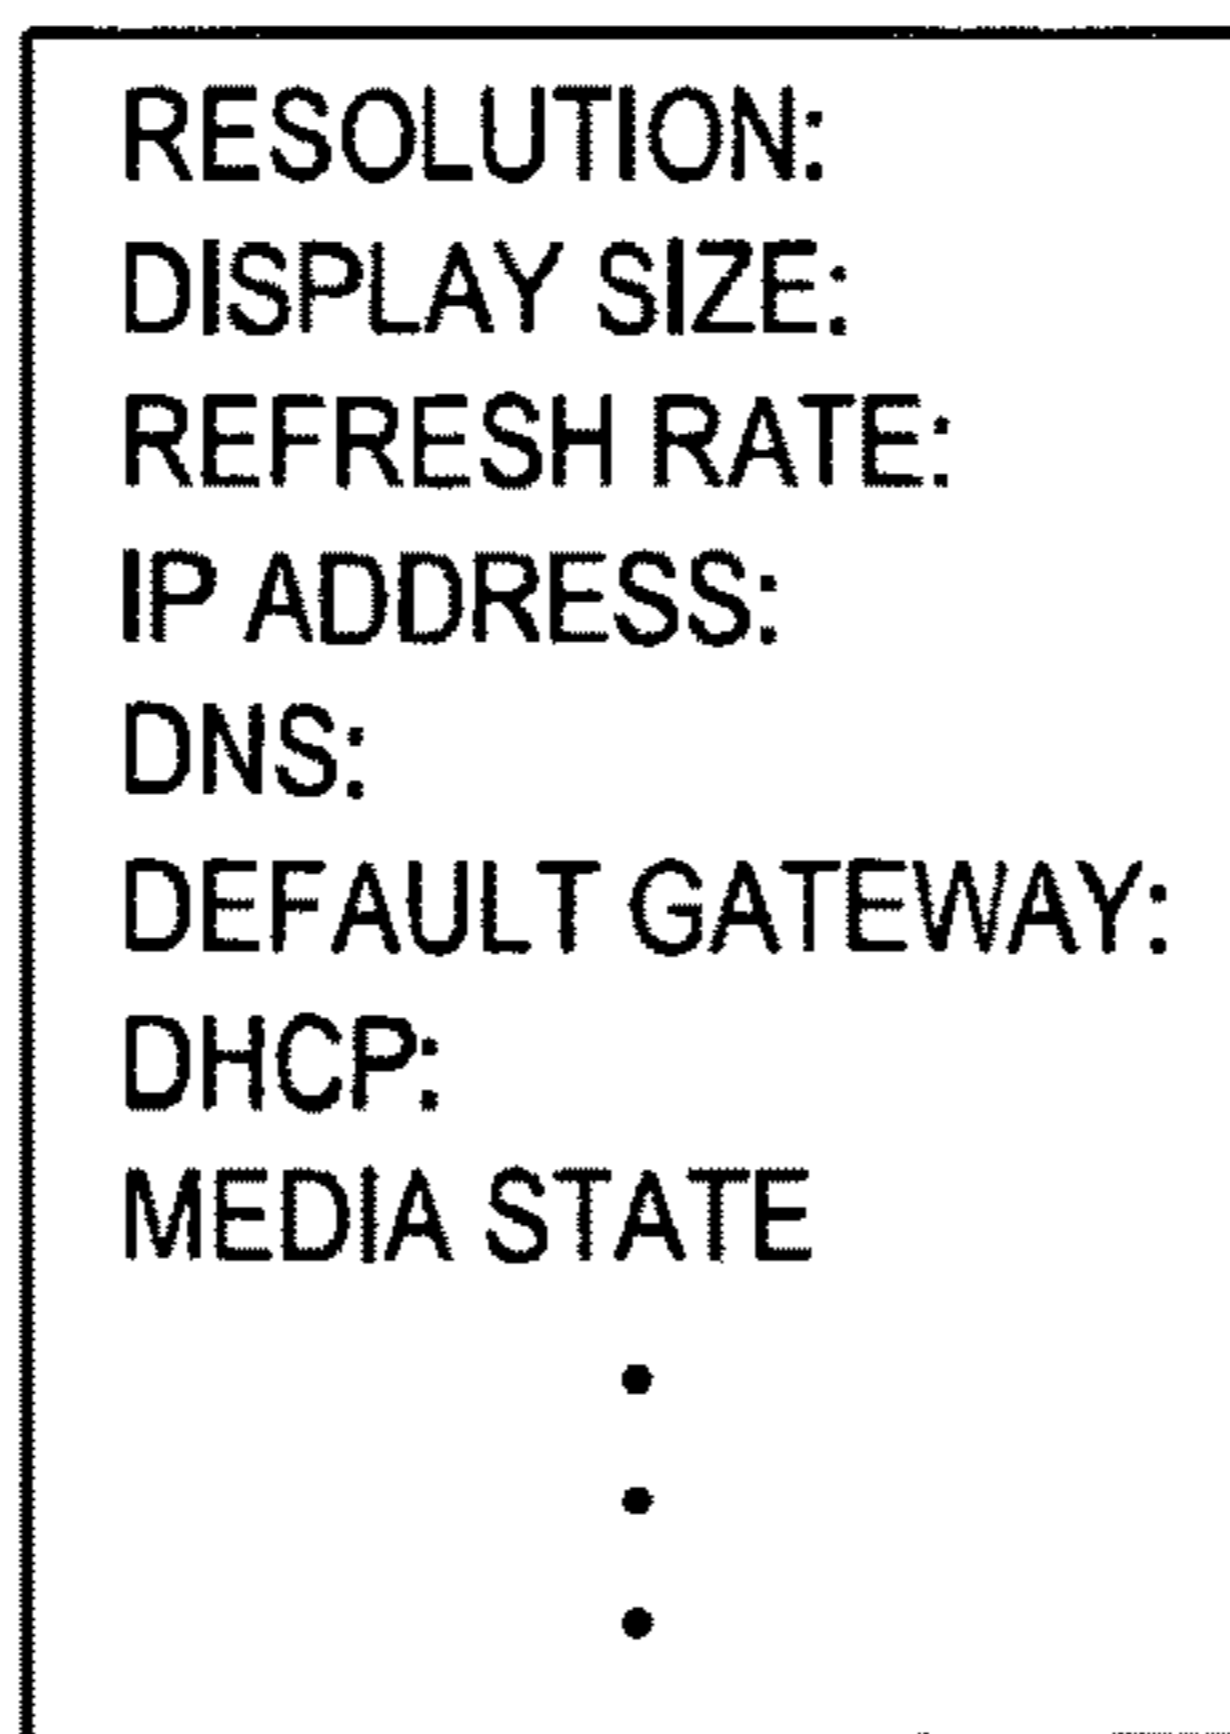 RESOLUTION:
DISPLAY SIZE:
REFRESH RATE:
IP ADDRESS:
DNS:
DEFAULT GATEWAY:
DHCP:
MEDIA STATE